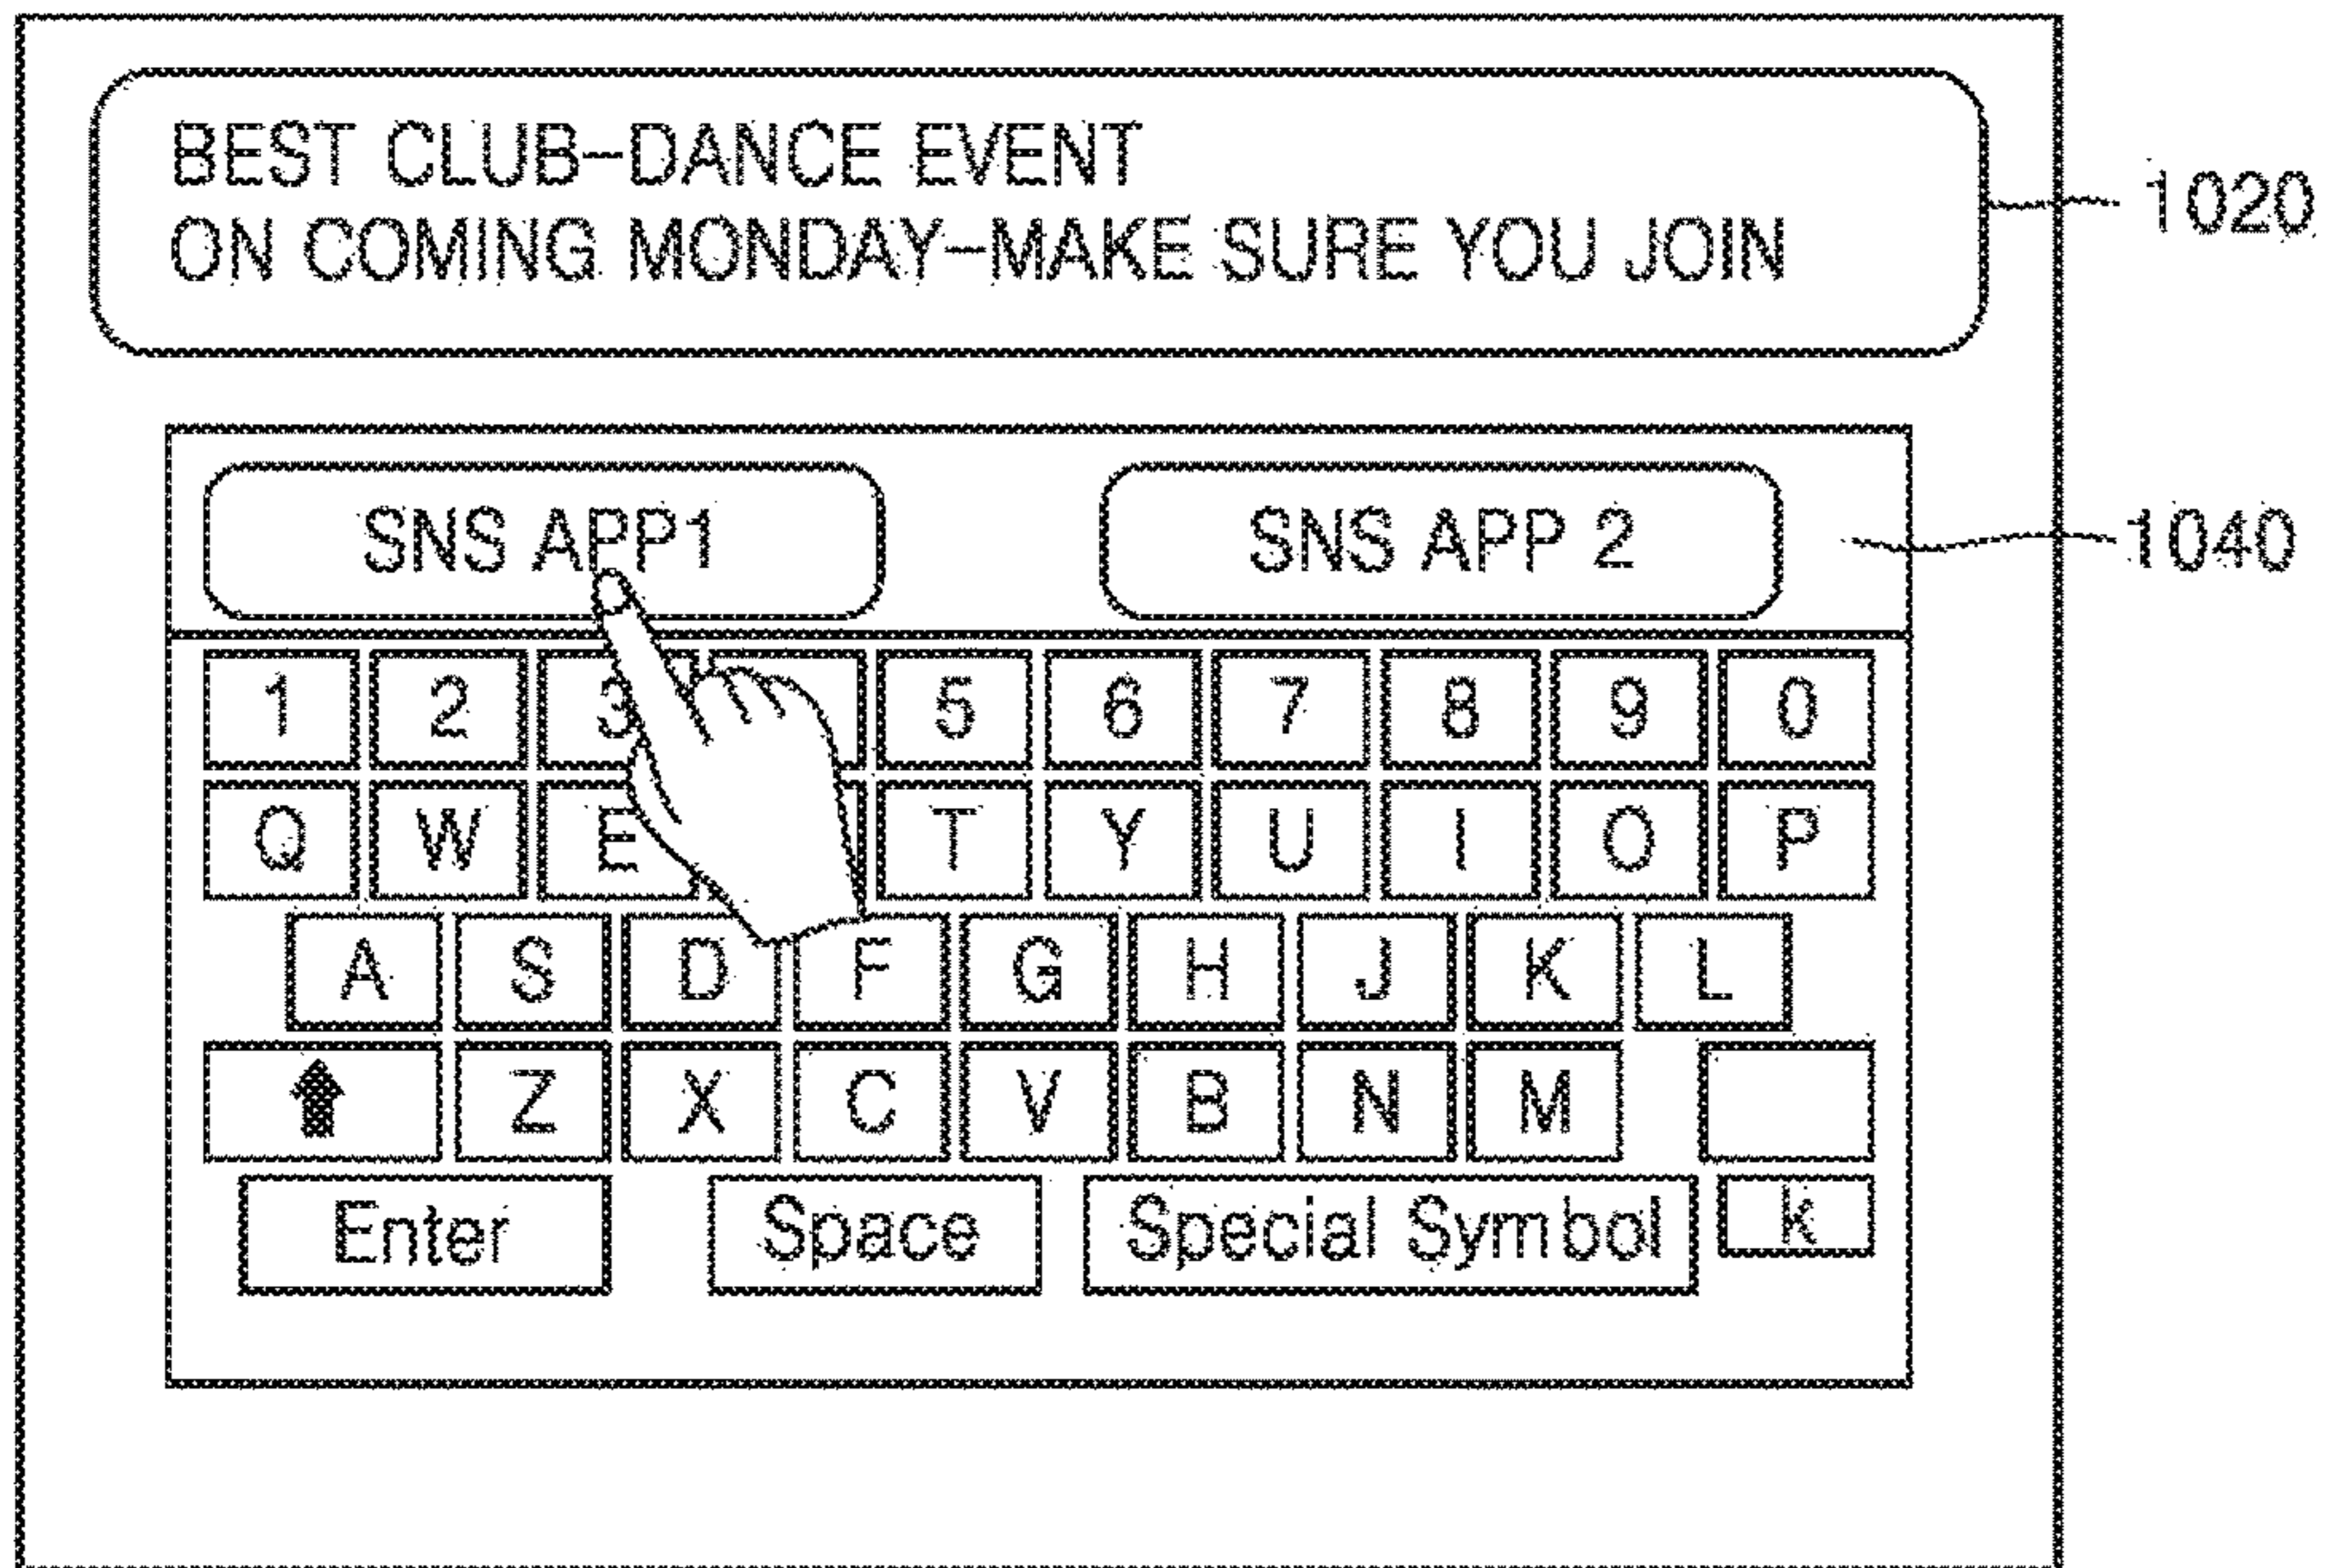 BEST CLUB-DANCE EVENT
ON COMING MONDAY-MAKE SURE YOU JOIN
1020
SNS APP1 SNS APP 2
1040
1 2 3 5 6 7 8 9 0
Q W E T Y U I O P
A S D F G H J K L
Z X C V B N M
Enter Space Special Symbol k